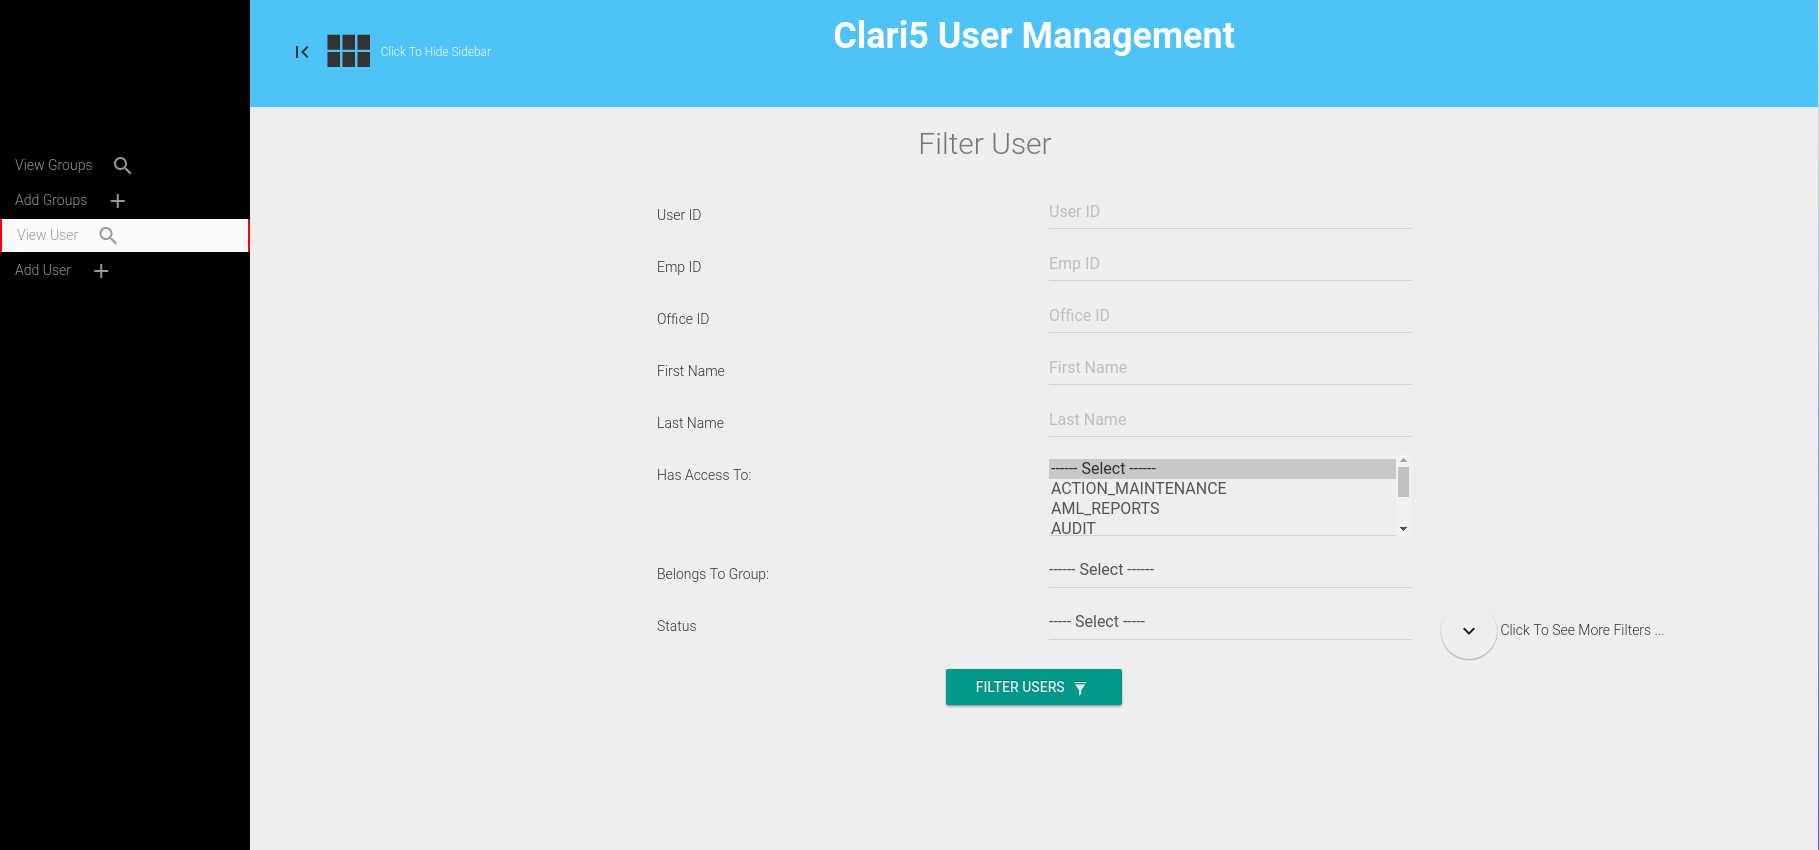 Click To Hide Sidebar
Clari5 User Management
View Groups
Add Groups
View User
Add User
Filter User
User ID
User ID
Emp ID
Emp ID
Office ID
Office ID
First Name
First Name
Last Name
Last Name
Has Access To:
------ Select ------
ACTION_MAINTENANCE
AML_REPORTS
AUDIT
Belongs To Group:
------ Select ------
Status
----- Select -----
Click To See More Filters ...
FILTER USERS